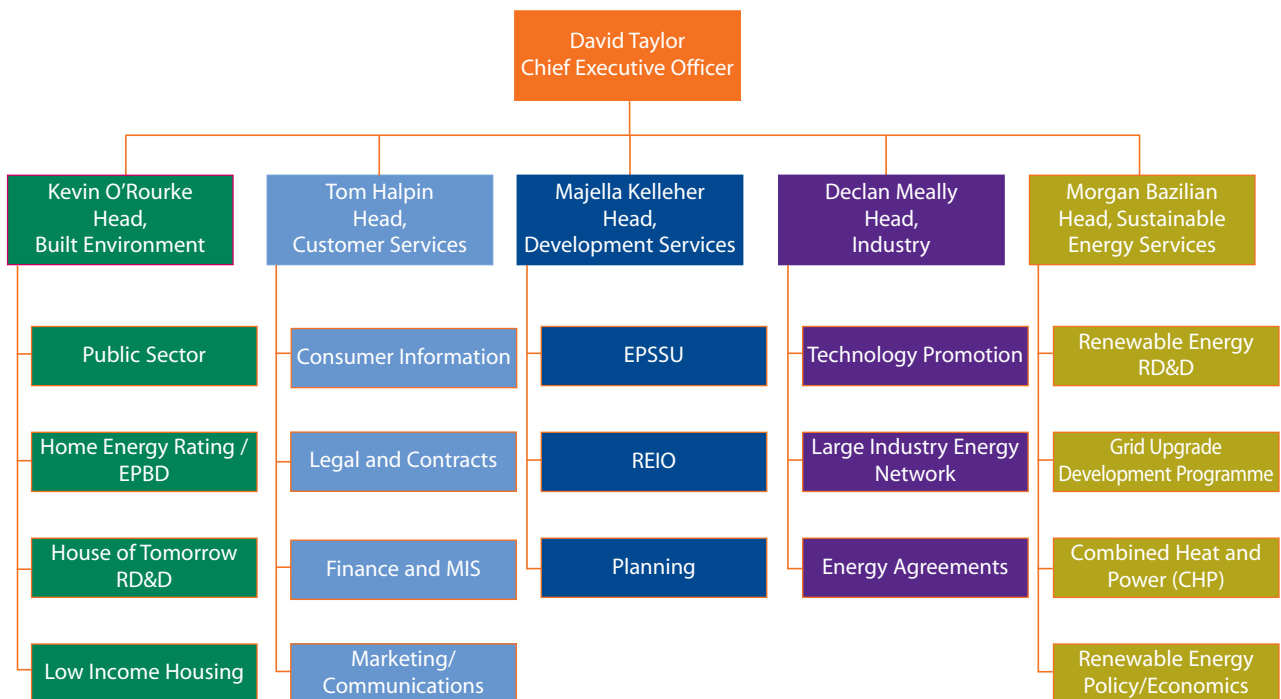 David Taylor
Chief Executive Officer
Kevin O’Rourke
Head,
Built Environment
Tom Halpin
Head,
Customer Services
Majella Kelleher
Head,
Development Services
Declan Meally
Head,
Industry
Morgan Bazilian
Head, Sustainable
Energy Services
Public Sector
Home Energy Rating /
EPBD
House of Tomorrow
RD&D
Low Income Housing
Consumer Information
Legal and Contracts
Finance and MIS
Marketing/
Communications
EPSSU
REIO
Planning
Technology Promotion
Large Industry Energy
Network
Energy Agreements
Renewable Energy
RD&D
Grid Upgrade
Development Programme
Combined Heat and
Power (CHP)
Renewable Energy
Policy/Economics